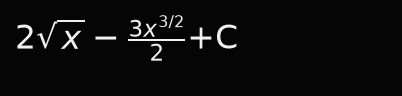 2√x − 3x^{3/2}/2 +C